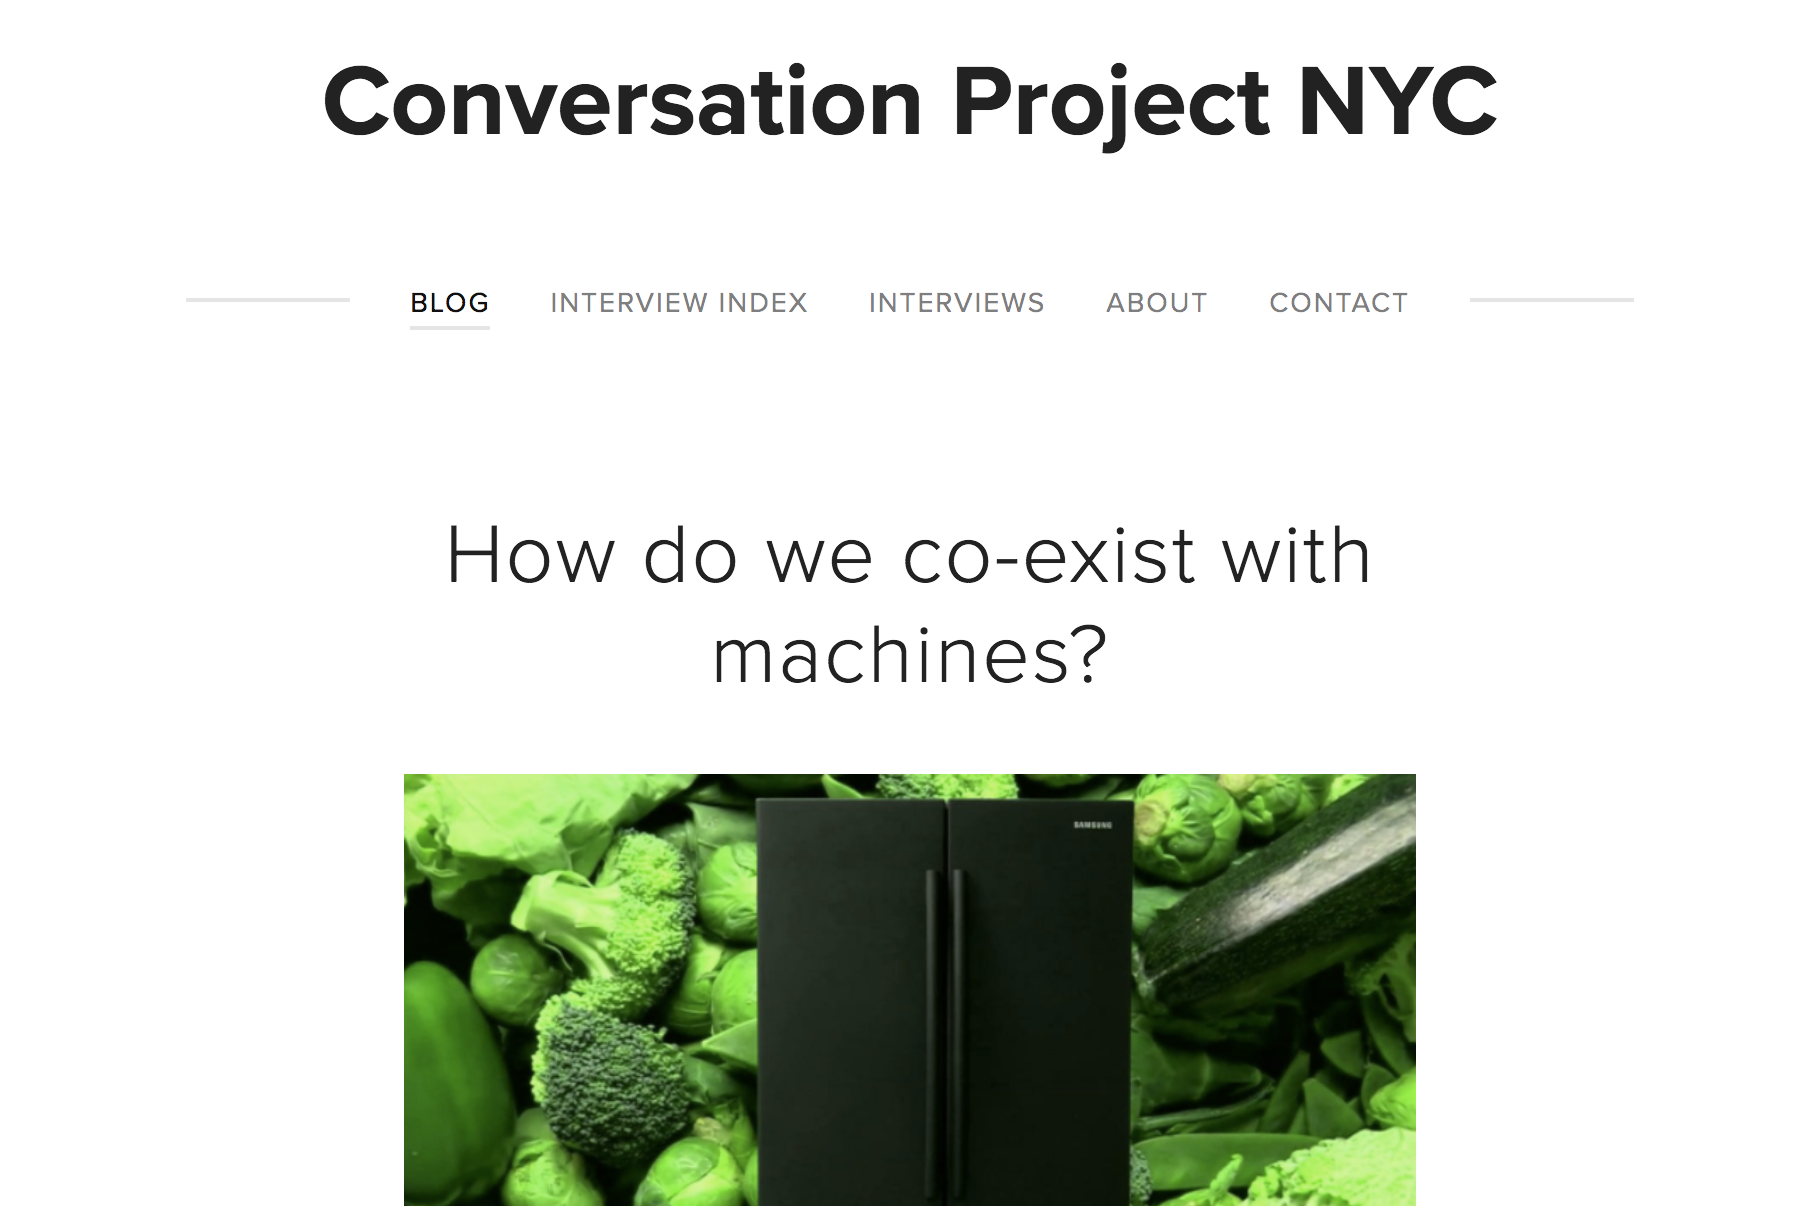 Conversation Project NYC
BLOG INTERVIEW INDEX INTERVIEWS ABOUT CONTACT
How do we co-exist with
machines?
SAMSUNG